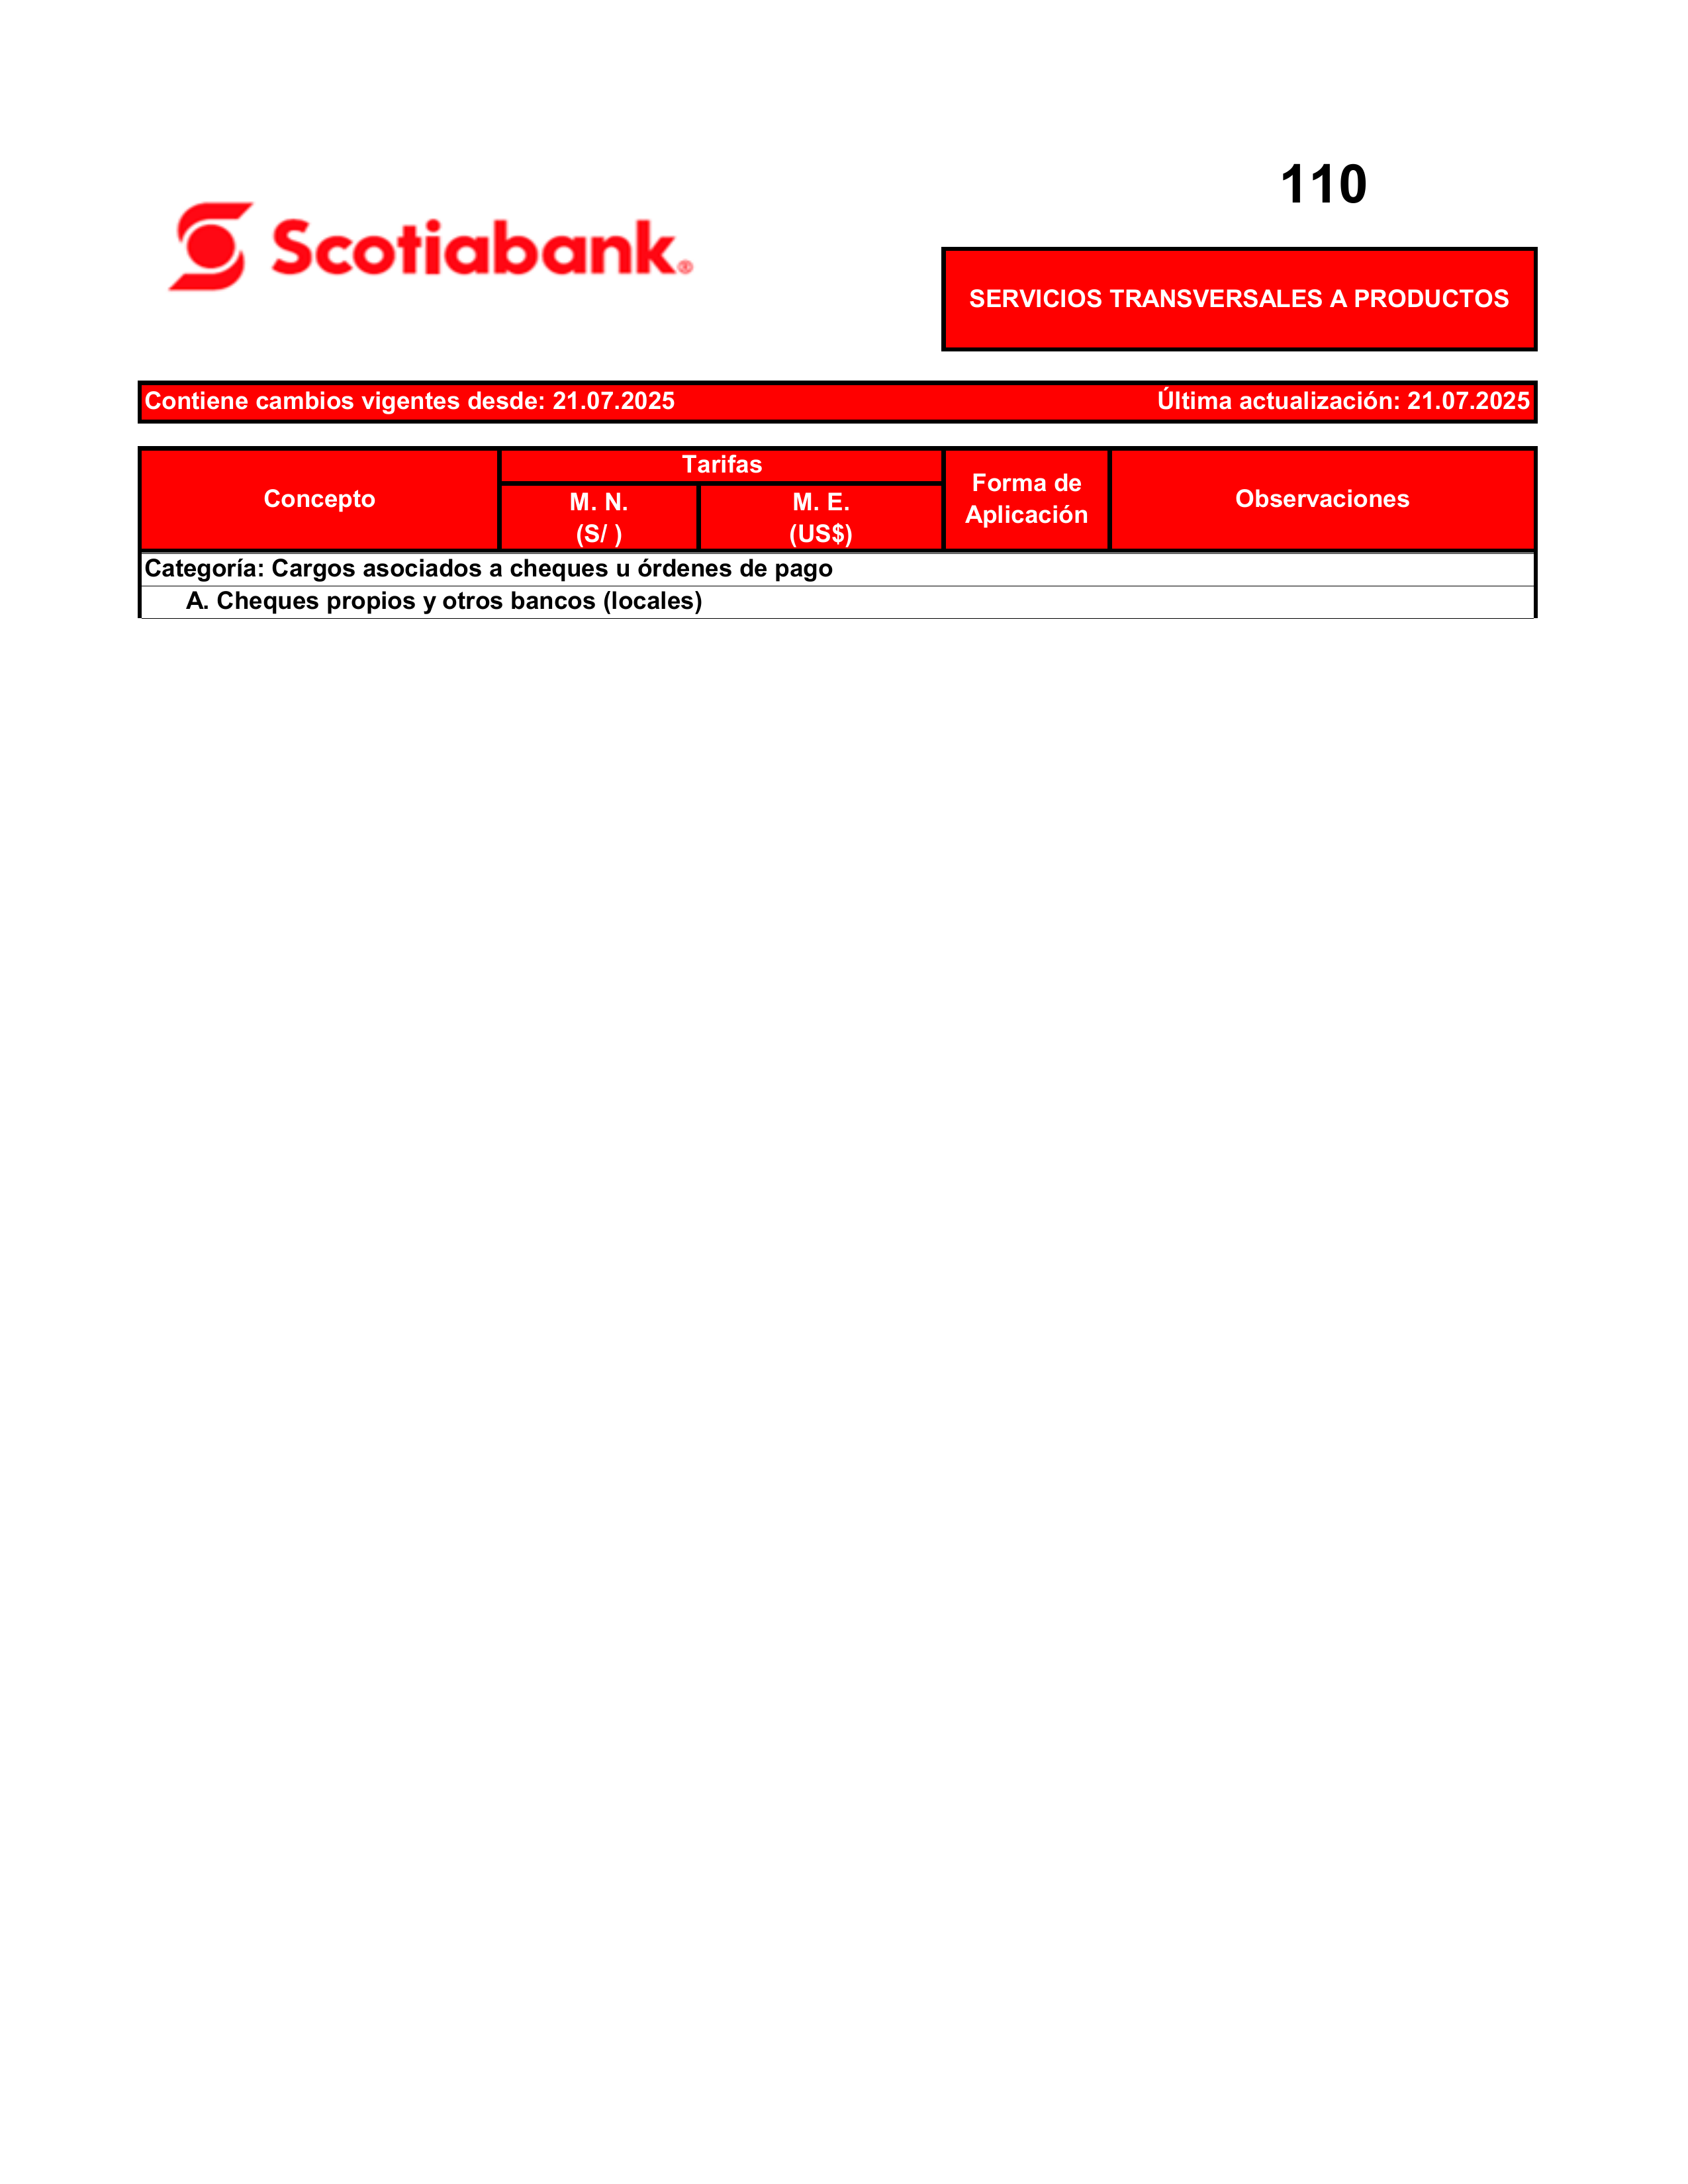 110
Scotiabank®
SERVICIOS TRANSVERSALES A PRODUCTOS
Contiene cambios vigentes desde: 21.07.2025 Última actualización: 21.07.2025
Concepto
Tarifas
M. N.
(S/ )
M. E.
(US$)
Forma de
Aplicación
Observaciones
Categoría: Cargos asociados a cheques u órdenes de pago
A. Cheques propios y otros bancos (locales)